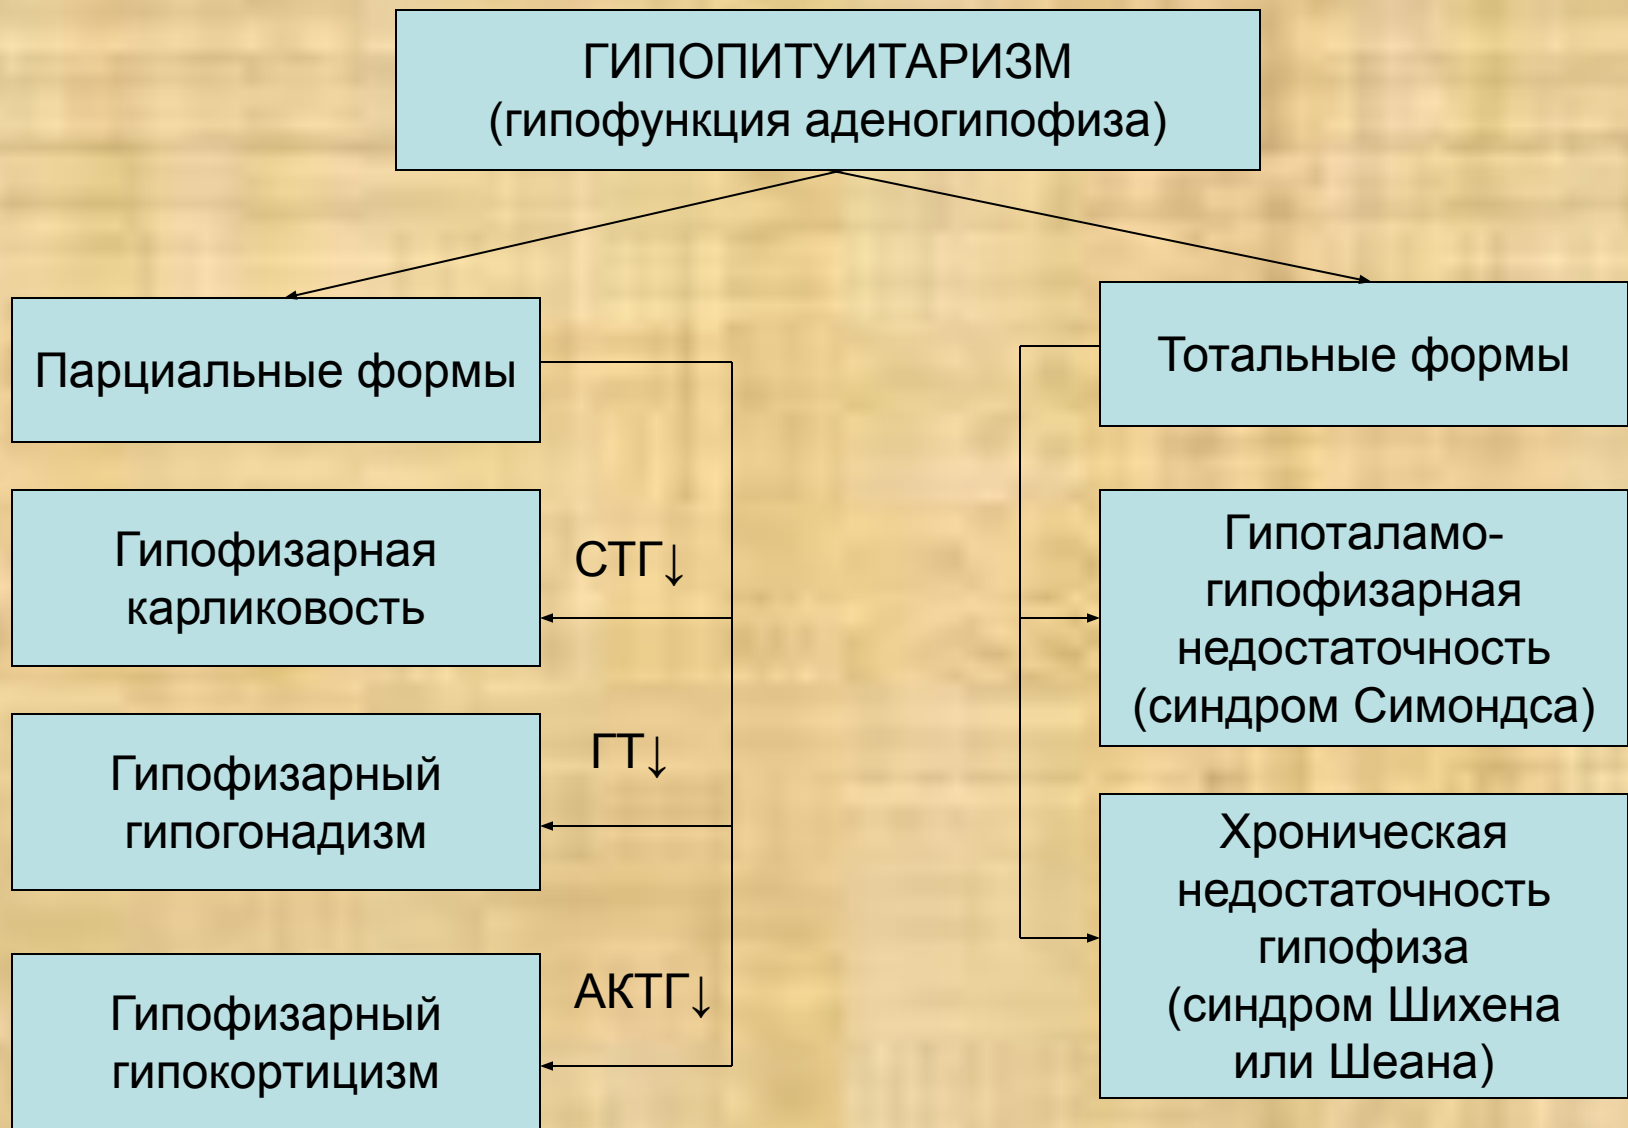 ГИПОПИТУИТАРИЗМ
(гипофункция аденогипофиза)
Парциальные формы
Гипофизарная
карликовость
СТГ↓
Гипофизарный
гипогонадизм
ГТ↓
Гипофизарный
гипокортицизм
АКТГ↓
Тотальные формы
Гипоталамо-
гипофизарная
недостаточность
(синдром Симондса)
Хроническая
недостаточность
гипофиза
(синдром Шихена
или Шеана)